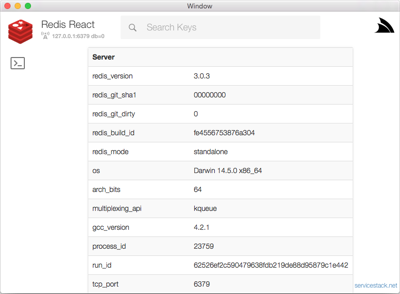 Window
Redis React
127.0.0.1:6379 db=0
Search Keys
Server
redis_version 3.0.3
redis_git_sha1 00000000
redis_git_dirty 0
redis_build_id fe4556753876a304
redis_mode standalone
os Darwin 14.5.0 x86_64
arch_bits 64
multiplexing_api kqueue
gcc_version 4.2.1
process_id 23759
run_id 62526ef2c590479638fdb219de88d95879c1e442
tcp_port 6379
servicestack.net